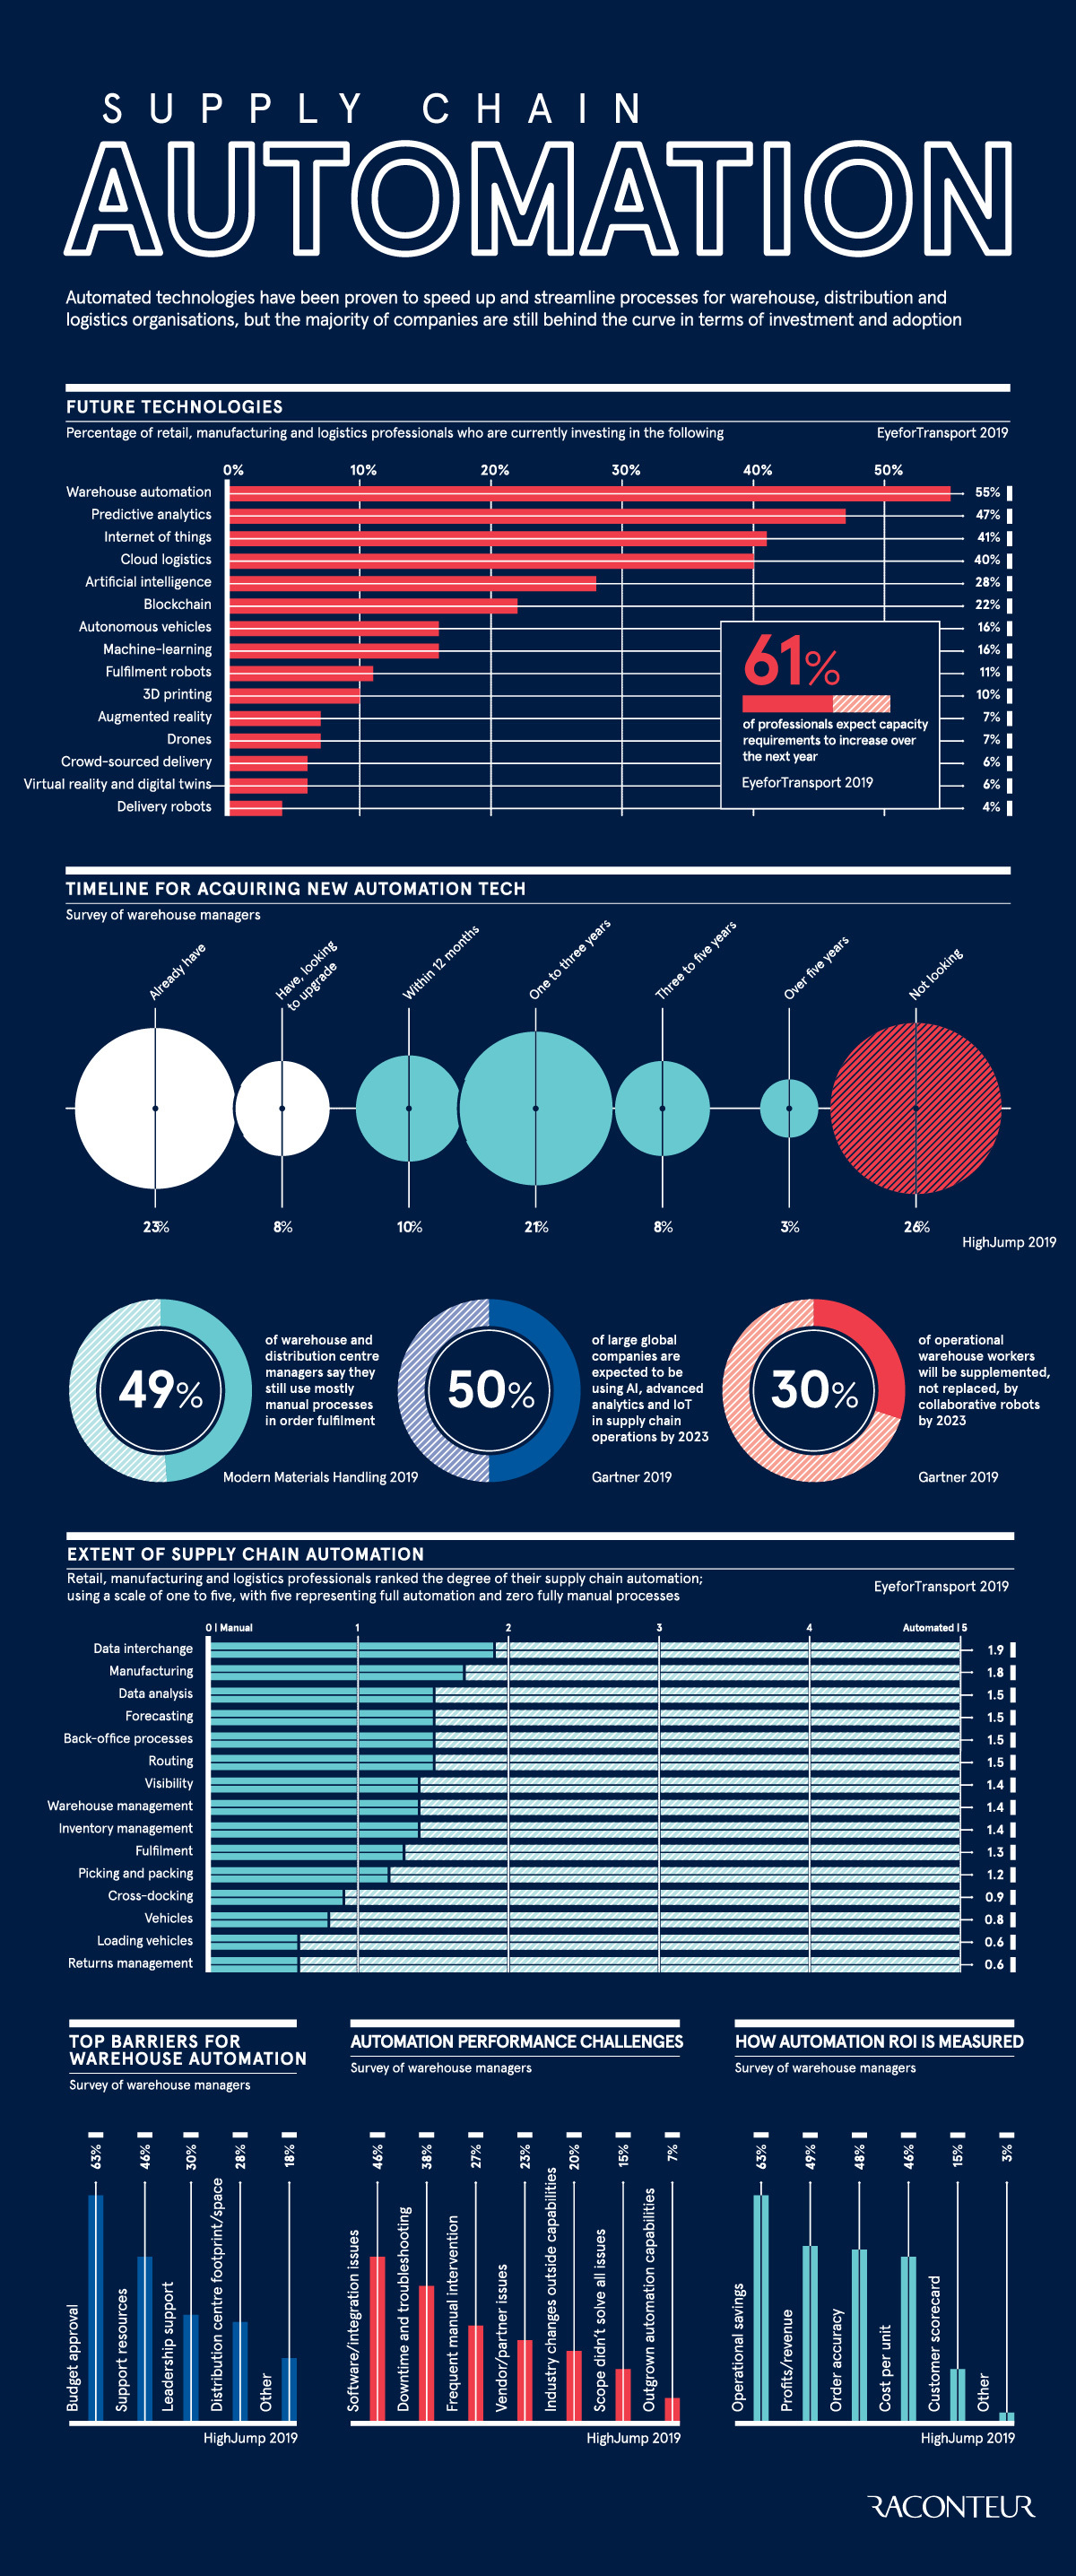 SUPPLY CHAIN
AUTOMATION
Automated technologies have been proven to speed up and streamline processes for warehouse, distribution and
logistics organisations, but the majority of companies are still behind the curve in terms of investment and adoption
FUTURE TECHNOLOGIES
Percentage of retail, manufacturing and logistics professionals who are currently investing in the following
EyeforTransport 2019
0% 10% 20% 30% 40% 50%
Warehouse automation 55%
Predictive analytics 47%
Internet of things 41%
Cloud logistics 40%
Artificial intelligence 28%
Blockchain 22%
Autonomous vehicles 16%
Machine-learning 16%
Fulfilment robots 11%
3D printing 10%
Augmented reality 7%
Drones 7%
Crowd-sourced delivery 6%
Virtual reality and digital twins 6%
Delivery robots 4%
61%
of professionals expect capacity
requirements to increase over
the next year
EyeforTransport 2019
TIMELINE FOR ACQUIRING NEW AUTOMATION TECH
Survey of warehouse managers
Already have
Have, looking
to upgrade
Within 12 months
One to three years
Three to five years
Over five years
Not looking
23% 8% 10% 21% 8% 3% 26%
HighJump 2019
49%
of warehouse and
distribution centre
managers say they
still use mostly
manual processes
in order fulfilment
Modern Materials Handling 2019
50%
of large global
companies are
expected to be
using AI, advanced
analytics and IoT
in supply chain
operations by 2023
Gartner 2019
30%
of operational
warehouse workers
will be supplemented,
not replaced, by
collaborative robots
by 2023
Gartner 2019
EXTENT OF SUPPLY CHAIN AUTOMATION
Retail, manufacturing and logistics professionals ranked the degree of their supply chain automation;
using a scale of one to five, with five representing full automation and zero fully manual processes
EyeforTransport 2019
0 | Manual 1 2 3 4 Automated | 5
Data interchange 1.9
Manufacturing 1.8
Data analysis 1.5
Forecasting 1.5
Back-office processes 1.5
Routing 1.5
Visibility 1.4
Warehouse management 1.4
Inventory management 1.4
Fulfilment 1.3
Picking and packing 1.2
Cross-docking 0.9
Vehicles 0.8
Loading vehicles 0.6
Returns management 0.6
TOP BARRIERS FOR
WAREHOUSE AUTOMATION
Survey of warehouse managers
Budget approval 63%
Support resources 46%
Leadership support 30%
Distribution centre footprint/space 28%
Other 18%
HighJump 2019
AUTOMATION PERFORMANCE CHALLENGES
Survey of warehouse managers
Software/integration issues 46%
Downtime and troubleshooting 38%
Frequent manual intervention 27%
Vendor/partner issues 23%
Industry changes outside capabilities 20%
Scope didn't solve all issues 15%
Outgrown automation capabilities 7%
HighJump 2019
HOW AUTOMATION ROI IS MEASURED
Survey of warehouse managers
Operational savings 63%
Profits/revenue 49%
Order accuracy 48%
Cost per unit 46%
Customer scorecard 15%
Other 3%
HighJump 2019
RACONTEUR